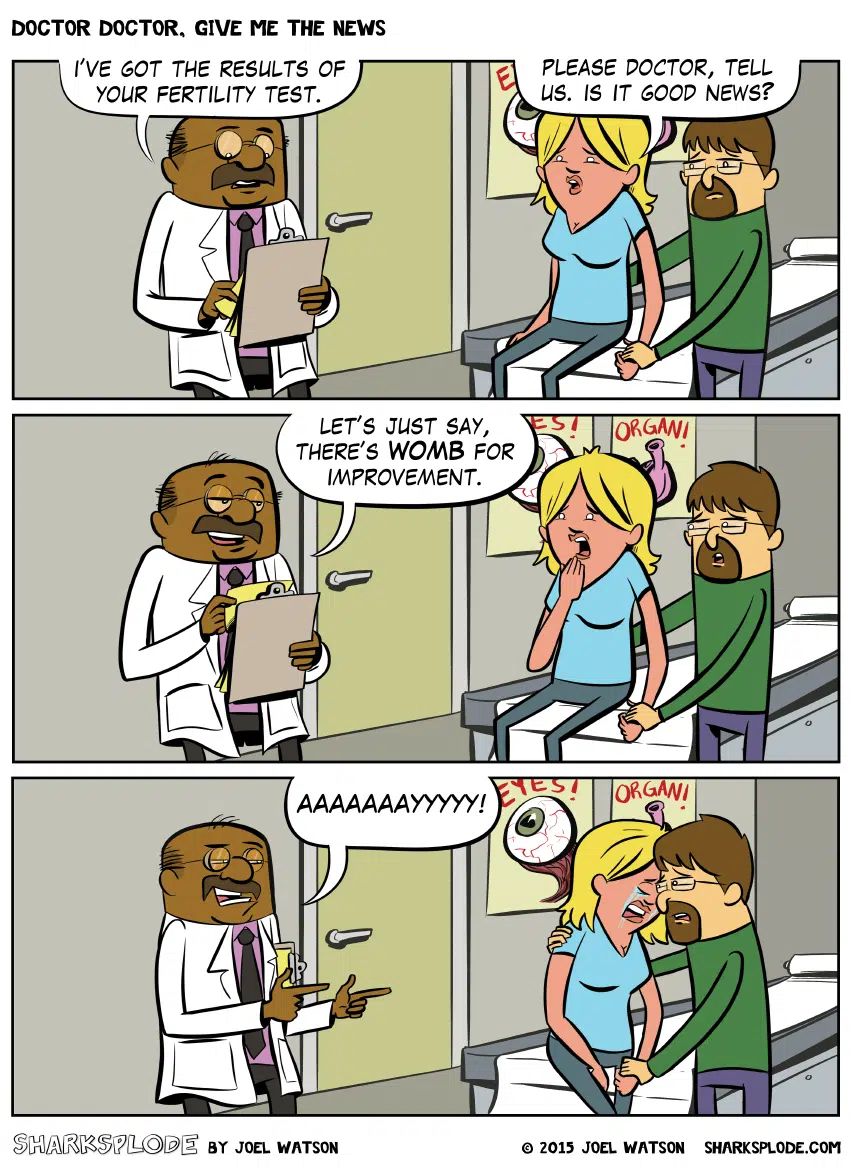 DOCTOR DOCTOR, GIVE ME THE NEWS
I'VE GOT THE RESULTS OF
YOUR FERTILITY TEST.
PLEASE DOCTOR, TELL
US. IS IT GOOD NEWS?
E
LET'S JUST SAY,
THERE'S WOMB FOR
IMPROVEMENT.
ES!
ORGAN!
AAAAAAAYYYYY!
EYES!
ORGAN!
SHARKSPLODE BY JOEL WATSON
© 2015 JOEL WATSON SHARKSPLODE.COM